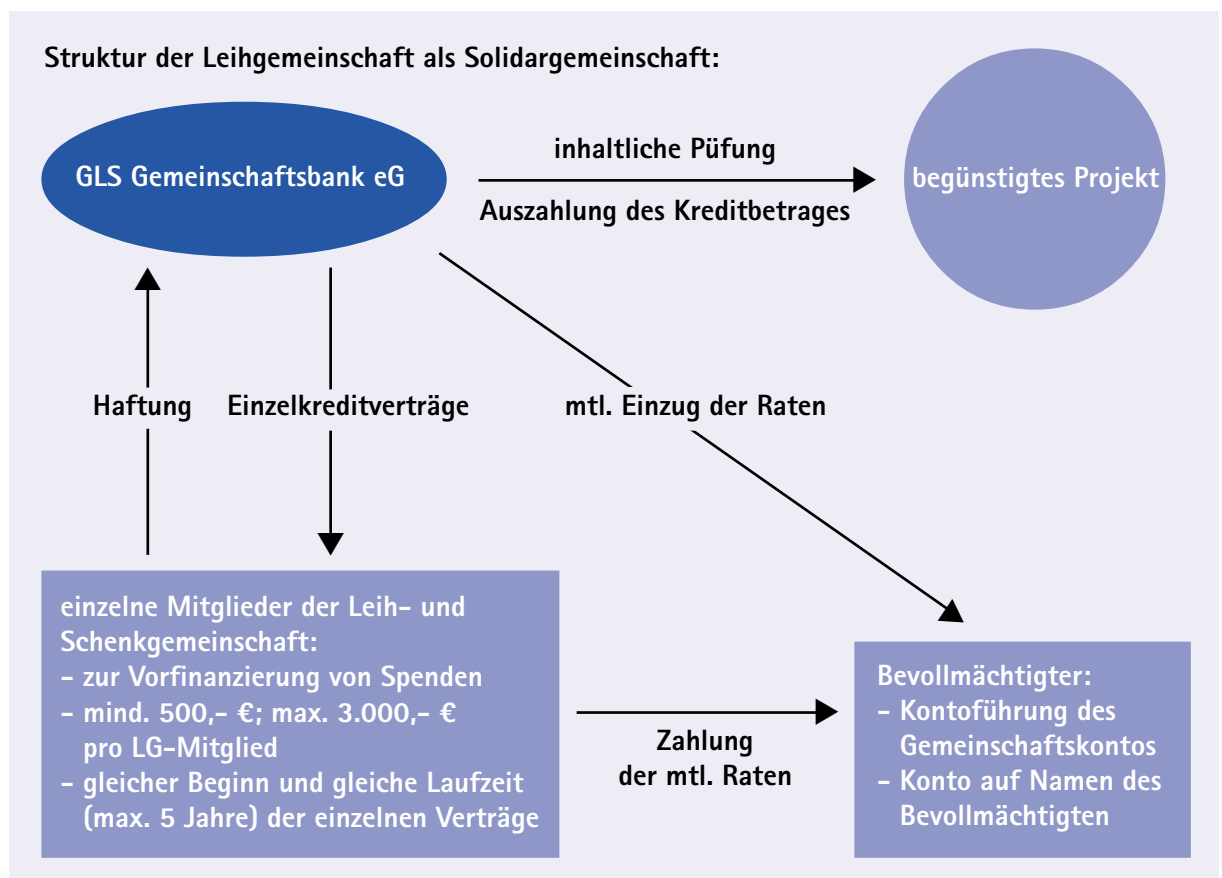 Struktur der Leihgemeinschaft als Solidargemeinschaft:
GLS Gemeinschaftsbank eG
inhaltliche Püfung
Auszahlung des Kreditbetrages
begünstigtes Projekt
Haftung
Einzelkreditverträge
mtl. Einzug der Raten
einzelne Mitglieder der Leih- und
Schenkgemeinschaft:
– zur Vorfinanzierung von Spenden
– mind. 500,- €; max. 3.000,- €
pro LG-Mitglied
– gleicher Beginn und gleiche Laufzeit
(max. 5 Jahre) der einzelnen Verträge
Zahlung
der mtl. Raten
Bevollmächtigter:
– Kontoführung des
Gemeinschaftskontos
– Konto auf Namen des
Bevollmächtigten